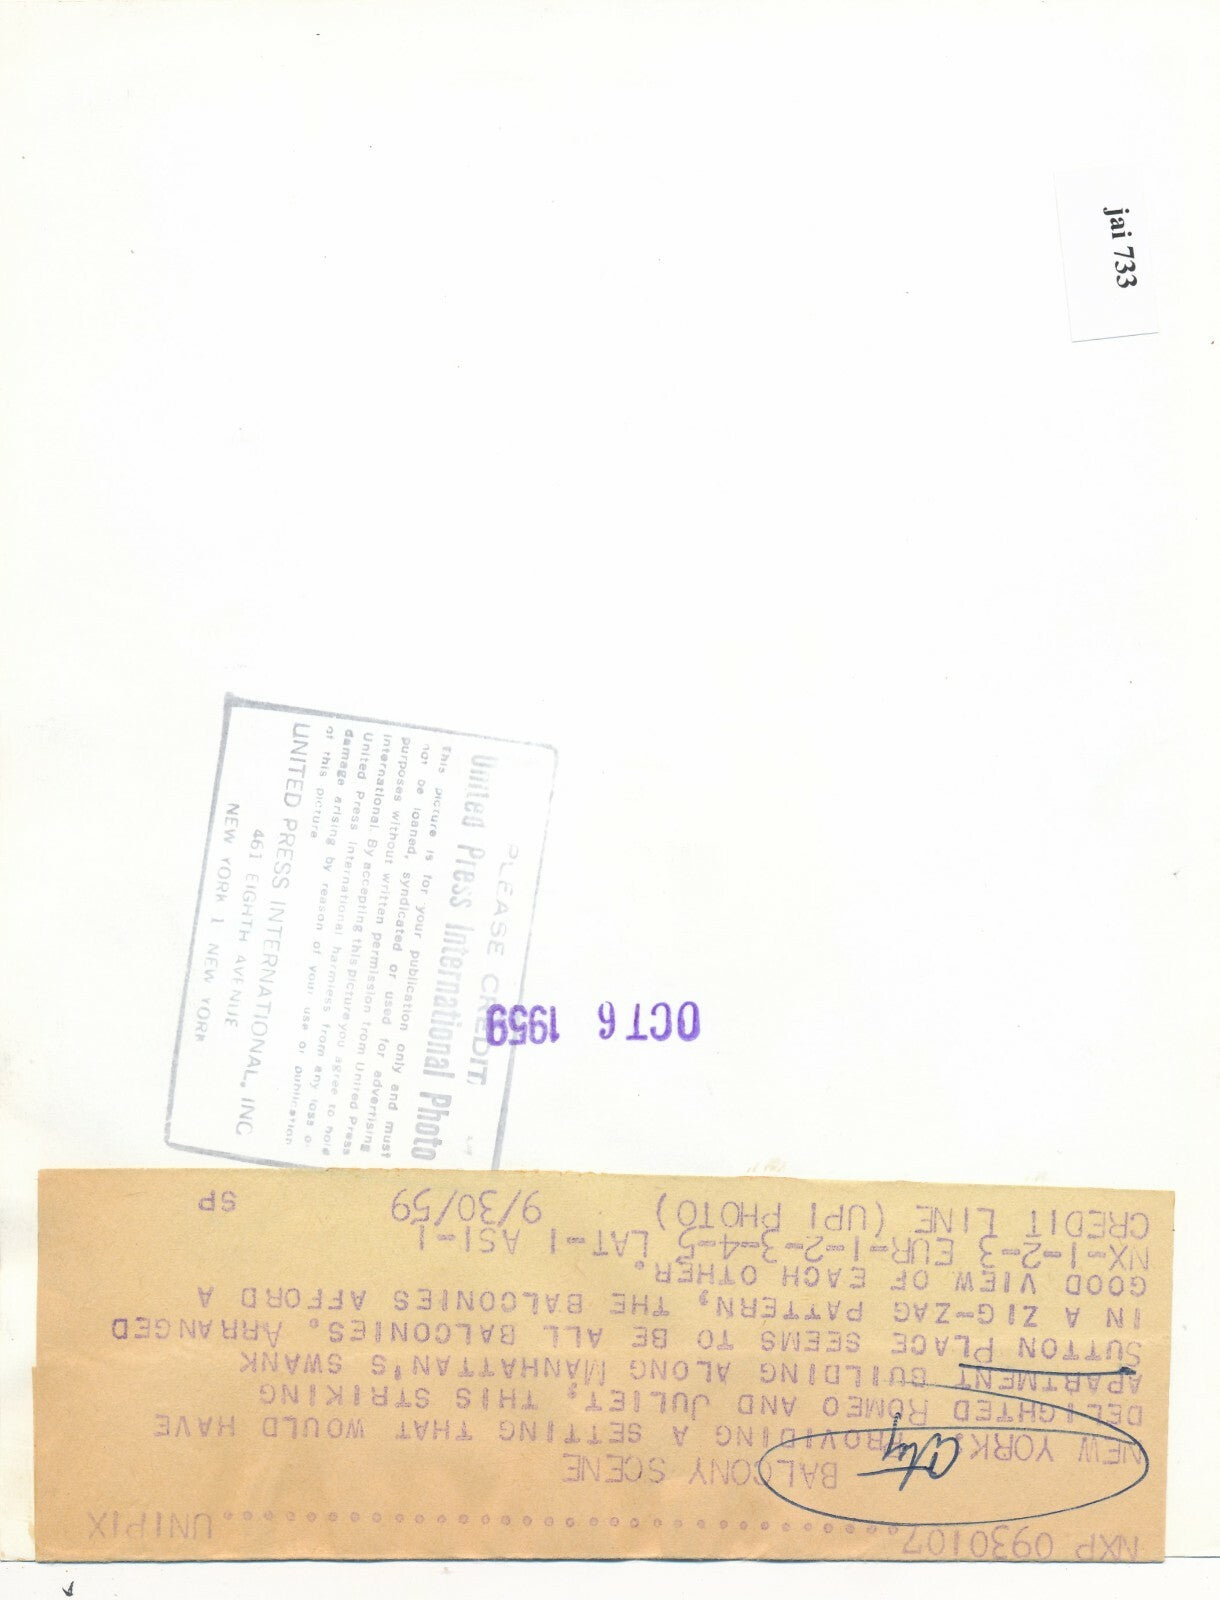 jai 733
PLEASE CREDIT,
United Press International Photo
This picture is for your publication only and must
not be loaned, syndicated or used for advertising
purposes without written permission from United Press
International. By accepting this picture you agree to hold
United Press International harmless from any loss or
damage arising by reason of your use or publication
of this picture
UNITED PRESS INTERNATIONAL, INC
461 EIGHTH AVENUE
NEW YORK 1 NEW YORK
OCT 6 1959
NXP 0930107 UNIPIX
BALCONY SCENE
NEW YORK: PROVIDING A SETTING THAT WOULD HAVE
DELIGHTED ROMEO AND JULIET, THIS STRIKING
APARTMENT BUILDING ALONG MANHATTAN'S SWANK
SUTTON PLACE SEEMS TO BE ALL BALCONIES. ARRANGED
IN A ZIG-ZAG PATTERN, THE BALCONIES AFFORD A
GOOD VIEW OF EACH OTHER.
NX-1-2-3 EUR-1-2-3-4-5 LAT-1 ASI-1
CREDIT LINE (UPI PHOTO) 9/30/59 SP